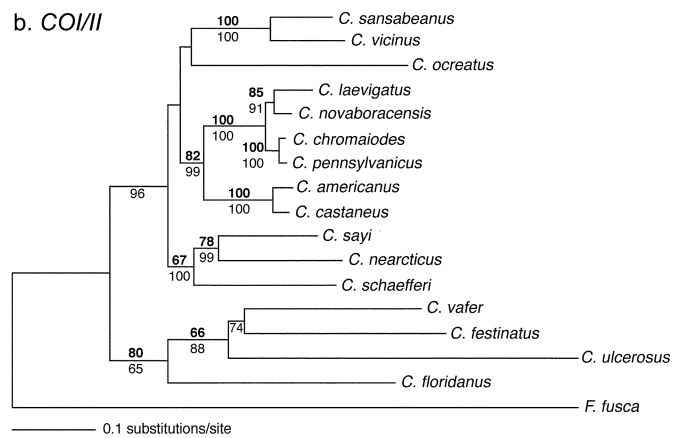 b. COI/II
100 C. sansabeanus
100 C. vicinus
C. ocreatus
85 C. laevigatus
91 C. novaboracensis
100
100
C. chromaiodes
100
100 C. pennsylvanicus
82
99
100 C. americanus
100 C. castaneus
96
78 C. sayi
99 C. nearcticus
67
100
C. schaefferi
C. vafer
74 C. festinatus
66
88
C. ulcerosus
80
65
C. floridanus
F. fusca
0.1 substitutions/site